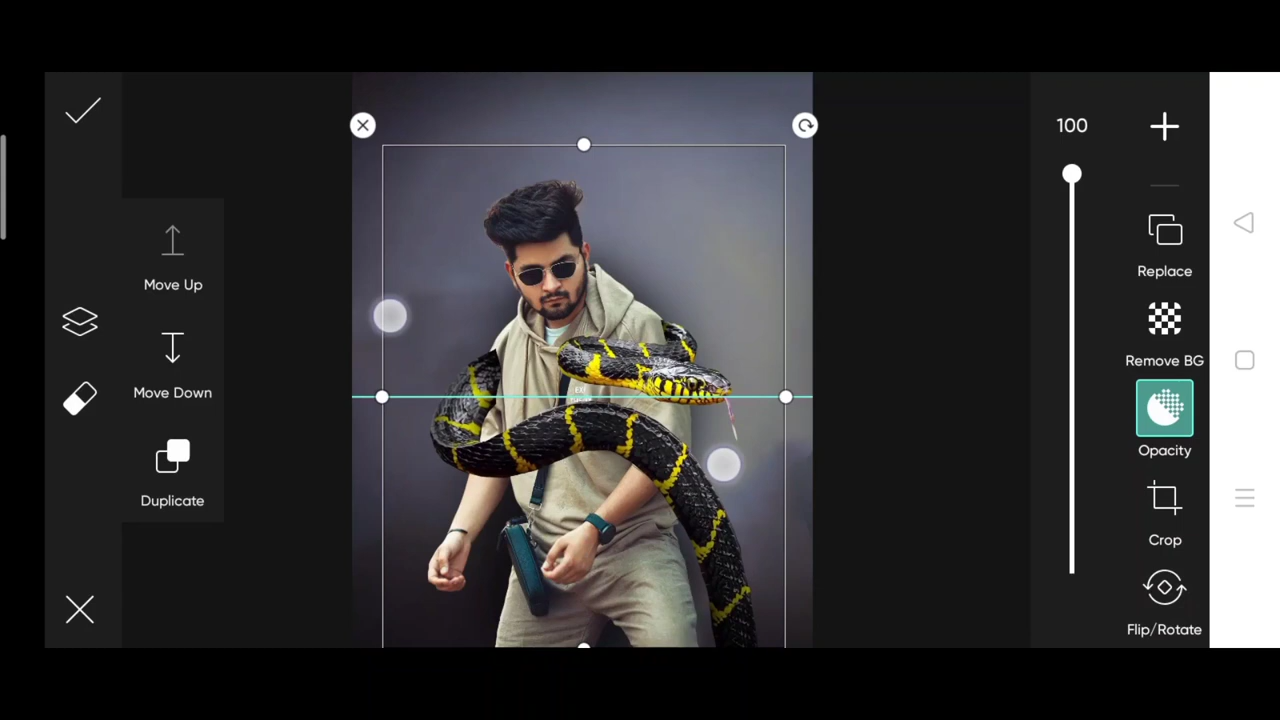 100
Move Up
Replace
Remove BG
Move Down
Opacity
Duplicate
Crop
Flip/Rotate